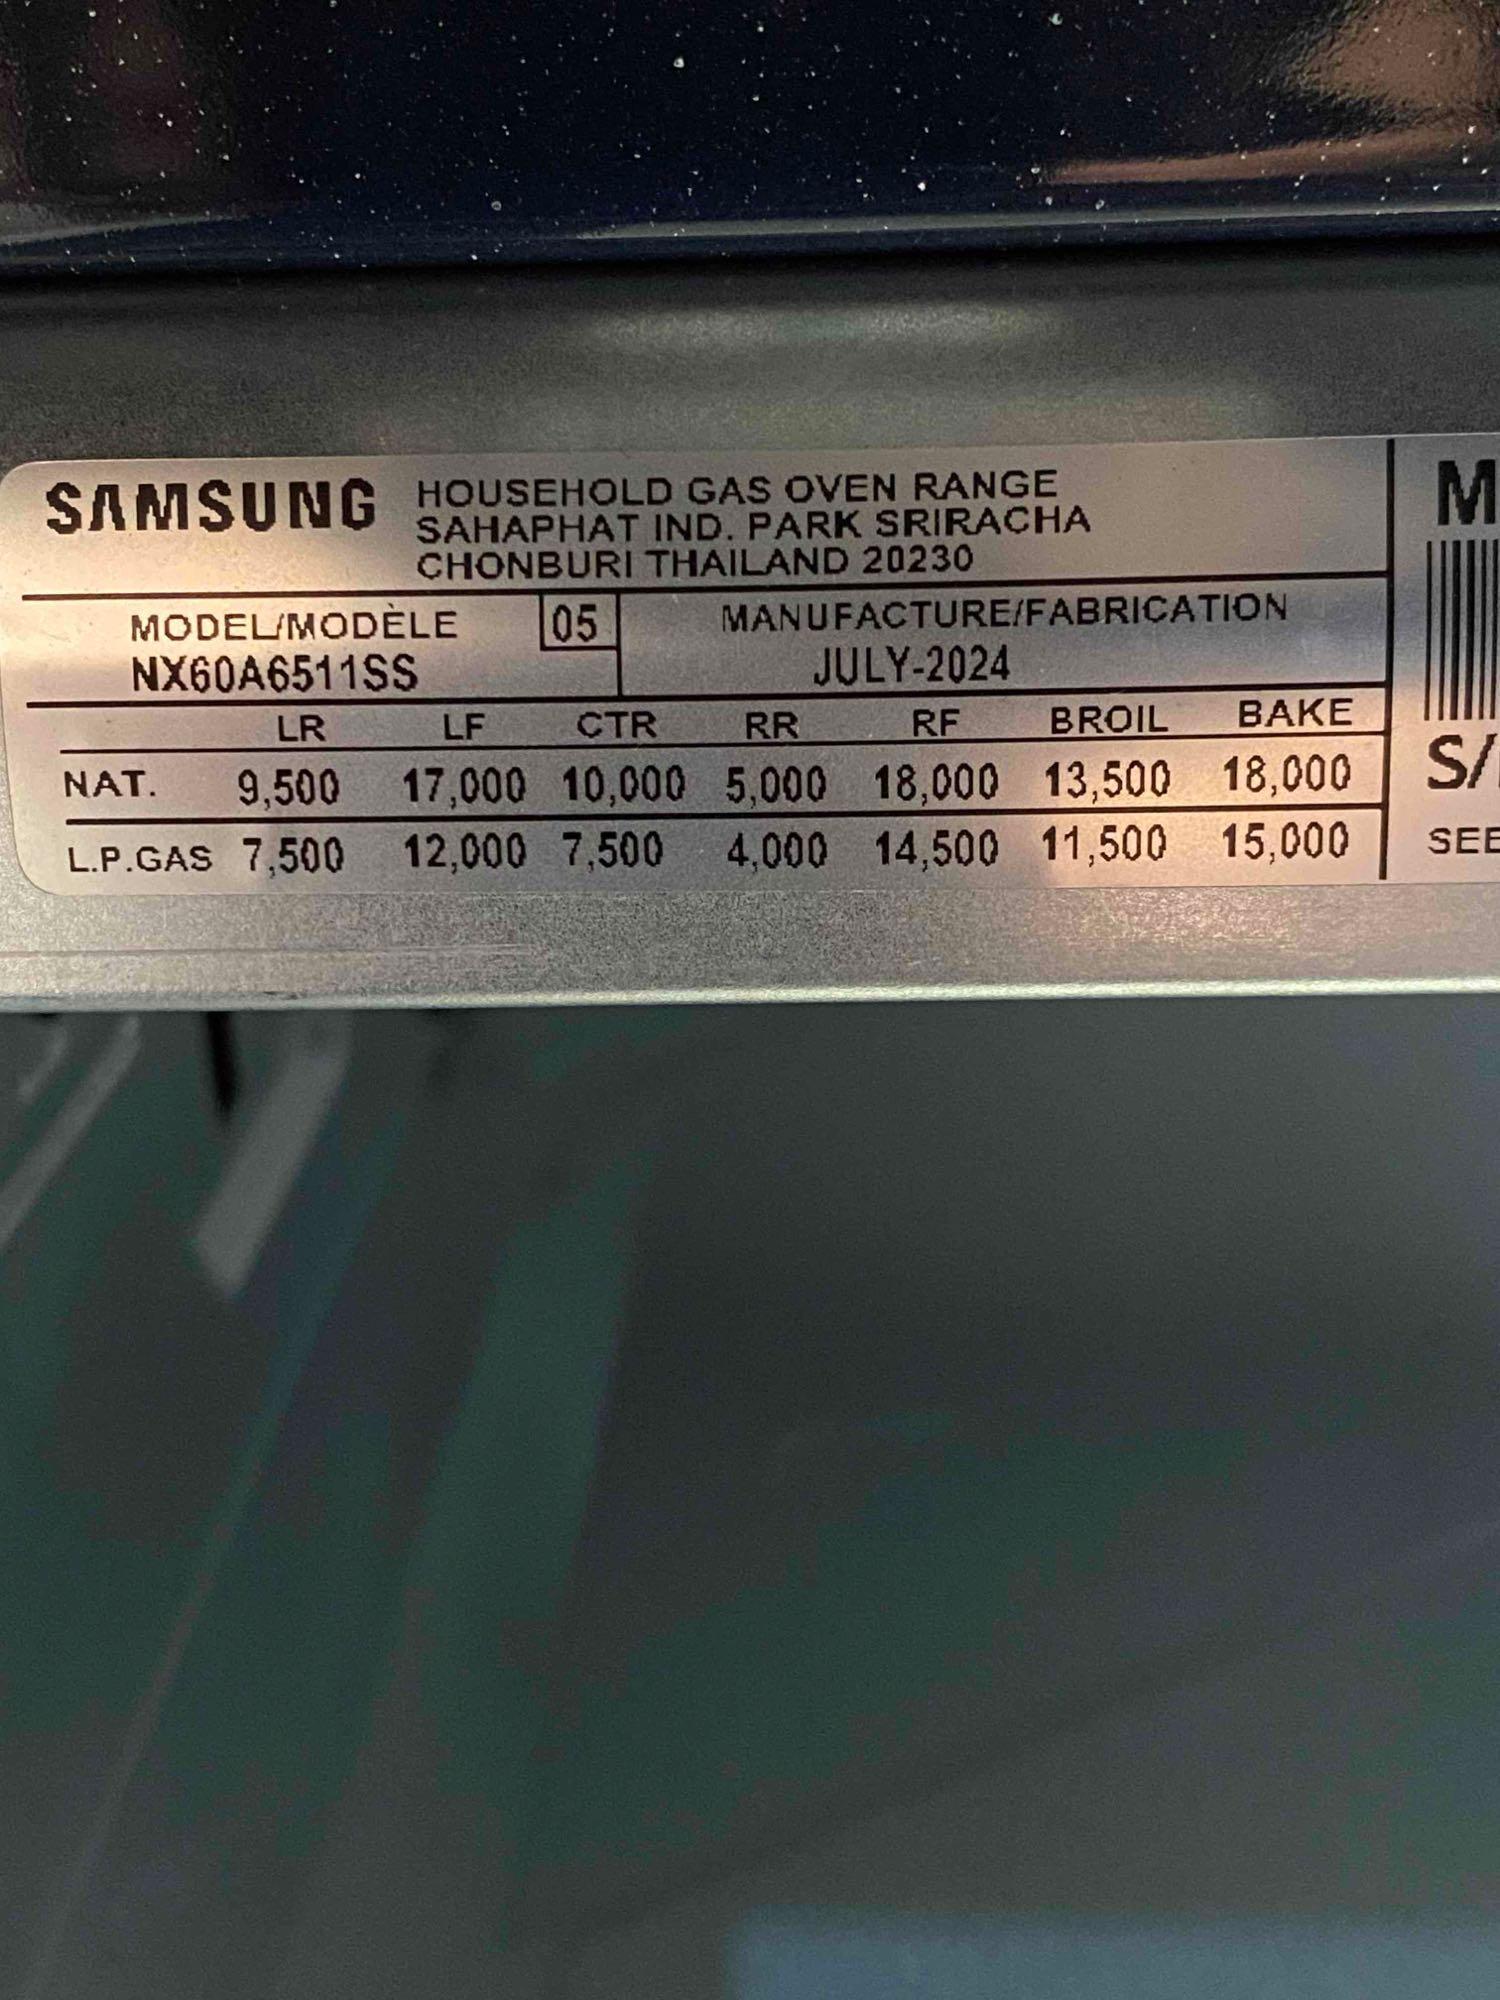 SAMSUNG
HOUSEHOLD GAS OVEN RANGE
SAHAPHAT IND. PARK SRIRACHA
CHONBURI THAILAND 20230
MODEL/MODÈLE 05 MANUFACTURE/FABRICATION
NX60A6511SS JULY-2024
LR LF CTR RR RF BROIL BAKE
NAT. 9,500 17,000 10,000 5,000 18,000 13,500 18,000
L.P.GAS 7,500 12,000 7,500 4,000 14,500 11,500 15,000
M
S/
SEE